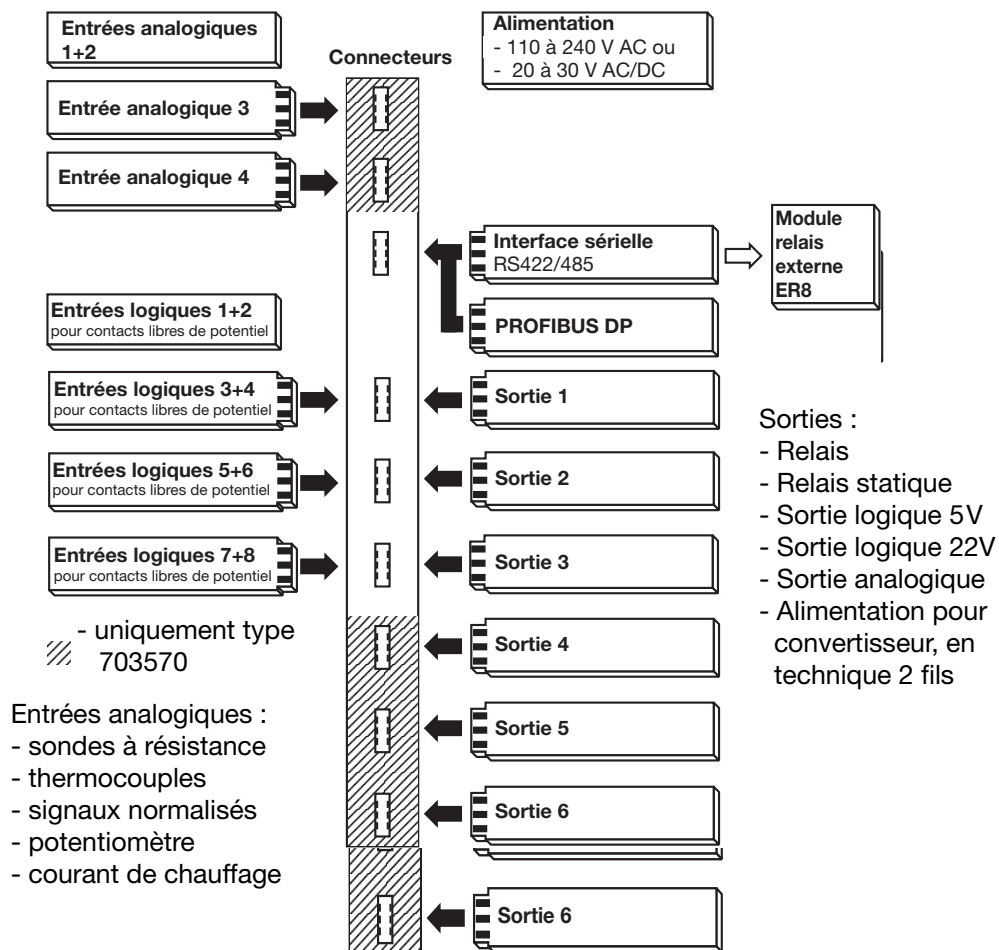 Entrées analogiques
1+2
Connecteurs
Alimentation
- 110 à 240 V AC ou
- 20 à 30 V AC/DC
Entrée analogique 3
Entrée analogique 4
Interface sérielle
RS422/485
Module
relais
externe
ER8
Entrées logiques 1+2
pour contacts libres de potentiel
PROFIBUS DP
Entrées logiques 3+4
pour contacts libres de potentiel
Sortie 1
Entrées logiques 5+6
pour contacts libres de potentiel
Sortie 2
Entrées logiques 7+8
pour contacts libres de potentiel
Sortie 3
Sorties :
- Relais
- Relais statique
- Sortie logique 5V
- Sortie logique 22V
- Sortie analogique
- Alimentation pour
convertisseur, en
technique 2 fils
- uniquement type
703570
Sortie 4
Sortie 5
Sortie 6
Sortie 6
Entrées analogiques :
- sondes à résistance
- thermocouples
- signaux normalisés
- potentiomètre
- courant de chauffage